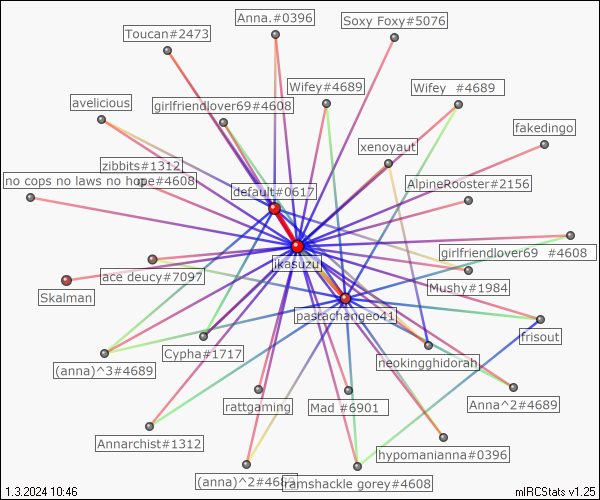 Anna.#0396
Soxy Foxy#5076
Toucan#2473
Wifey#4689
Wifey #4689
avelicious
girlfriendlover69#4608
fakedingo
xenoyaut
zibbits#1312
no cops no laws no hope#4608
default#0617
AlpineRooster#2156
girlfriendlover69 #4608
jkasuzu
ace deucy#7097
Mushy#1984
Skalman
pastachangeo41
frisout
Cypha#1717
neokingghidorah
(anna)^3#4689
rattgaming
Mad #6901
Anna^2#4689
Annarchist#1312
hypomanianna#0396
(anna)^2#4689
ramshackle gorey#4608
1.3.2024 10:46
mIRCStats v1.25